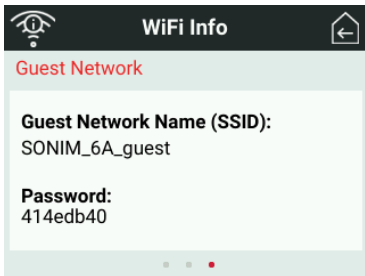 WiFi Info
Guest Network
Guest Network Name (SSID):
SONIM_6A_guest
Password:
414edb40